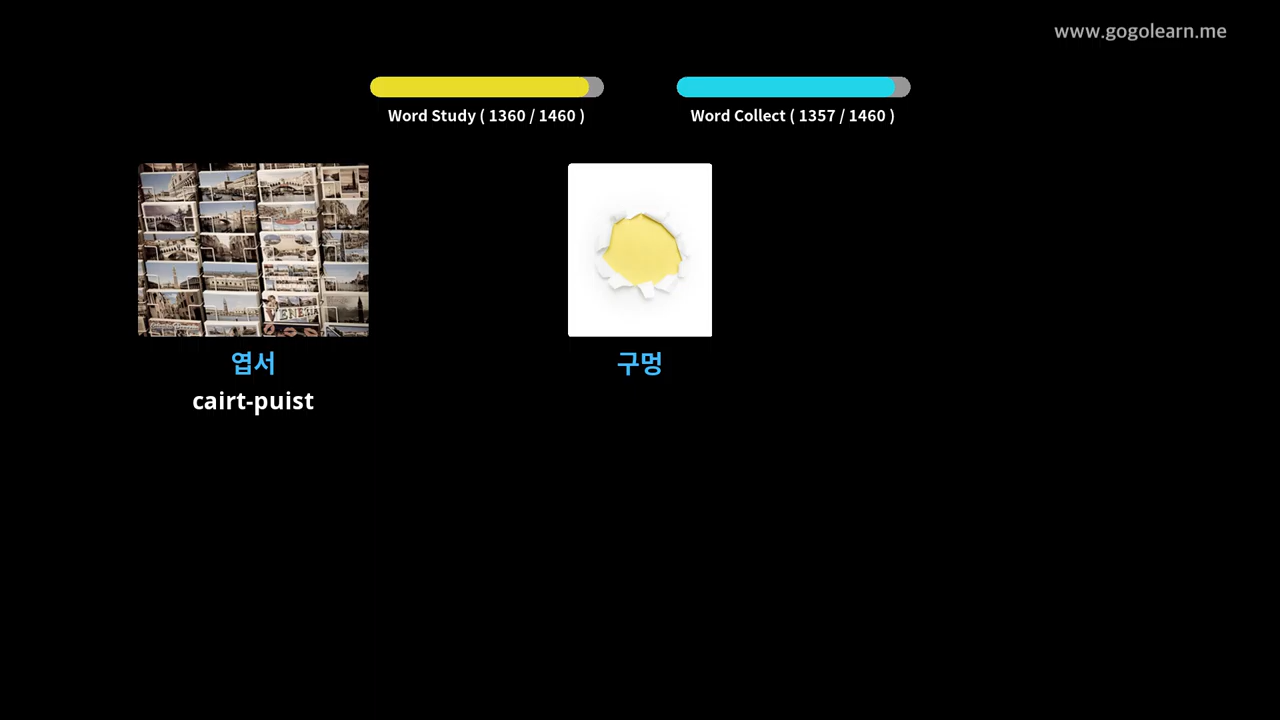 www.gogolearn.me
Word Study ( 1360 / 1460 )
Word Collect ( 1357 / 1460 )
엽서
cairt-puist
구멍